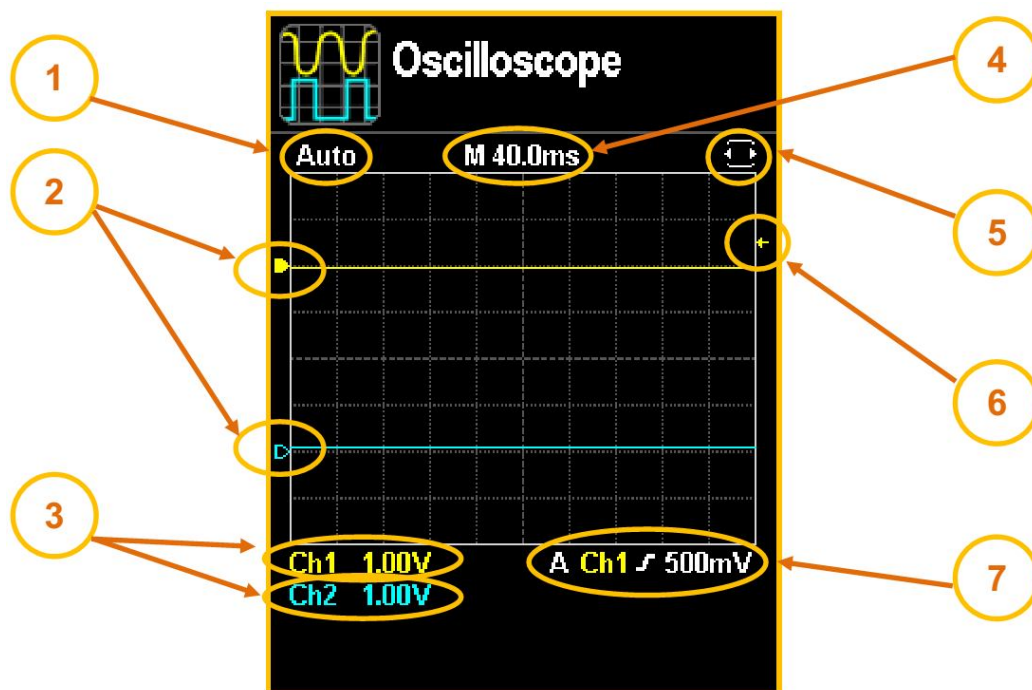 Oscilloscope
1
4
Auto
M 40.0ms
2
5
6
3
Ch1 1.00V
A Ch1 500mV
Ch2 1.00V
7